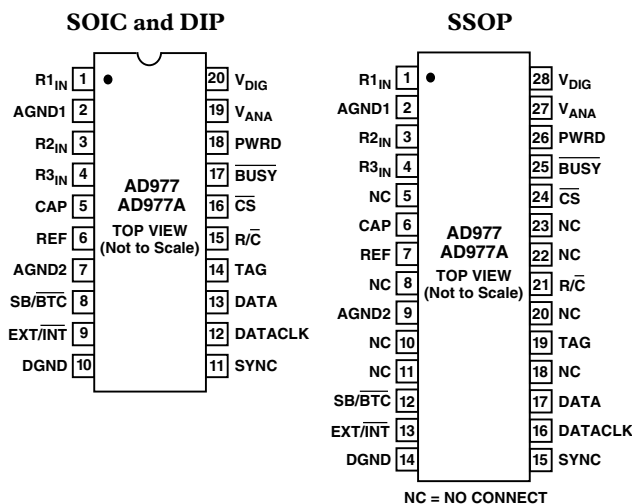 SOIC and DIP
R1IN 1
AGND1 2
R2IN 3
R3IN 4
CAP 5
REF 6
AGND2 7
SB/BTC 8
EXT/INT 9
DGND 10
AD977
AD977A
TOP VIEW
(Not to Scale)
20 VDIG
19 VANA
18 PWRD
17 BUSY
16 CS
15 R/C
14 TAG
13 DATA
12 DATACLK
11 SYNC
SSOP
R1IN 1
AGND1 2
R2IN 3
R3IN 4
NC 5
CAP 6
REF 7
NC 8
AGND2 9
NC 10
NC 11
SB/BTC 12
EXT/INT 13
DGND 14
AD977
AD977A
TOP VIEW
(Not to Scale)
28 VDIG
27 VANA
26 PWRD
25 BUSY
24 CS
23 NC
22 NC
21 R/C
20 NC
19 TAG
18 NC
17 DATA
16 DATACLK
15 SYNC
NC = NO CONNECT